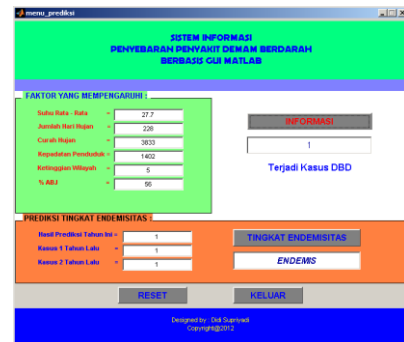 menu_prediksi
SISTEM INFORMASI
PENYEBARAN PENYAKIT DEMAM BERDARAH
BERBASIS GUI MATLAB
FAKTOR YANG MEMPENGARUHI :
Suhu Rata - Rata = 27.7
Jumlah Hari Hujan = 228
Curah Hujan = 3833
Kepadatan Penduduk = 1402
Ketinggian Wilayah = 5
% ABJ = 56
INFORMASI
1
Terjadi Kasus DBD
PREDIKSI TINGKAT ENDEMISITAS :
Hasil Prediksi Tahun Ini = 1
Kasus 1 Tahun Lalu = 1
Kasus 2 Tahun Lalu = 1
TINGKAT ENDEMISITAS
ENDEMIS
RESET
KELUAR
Designed by : Didi Supriyadi
Copyright@2012